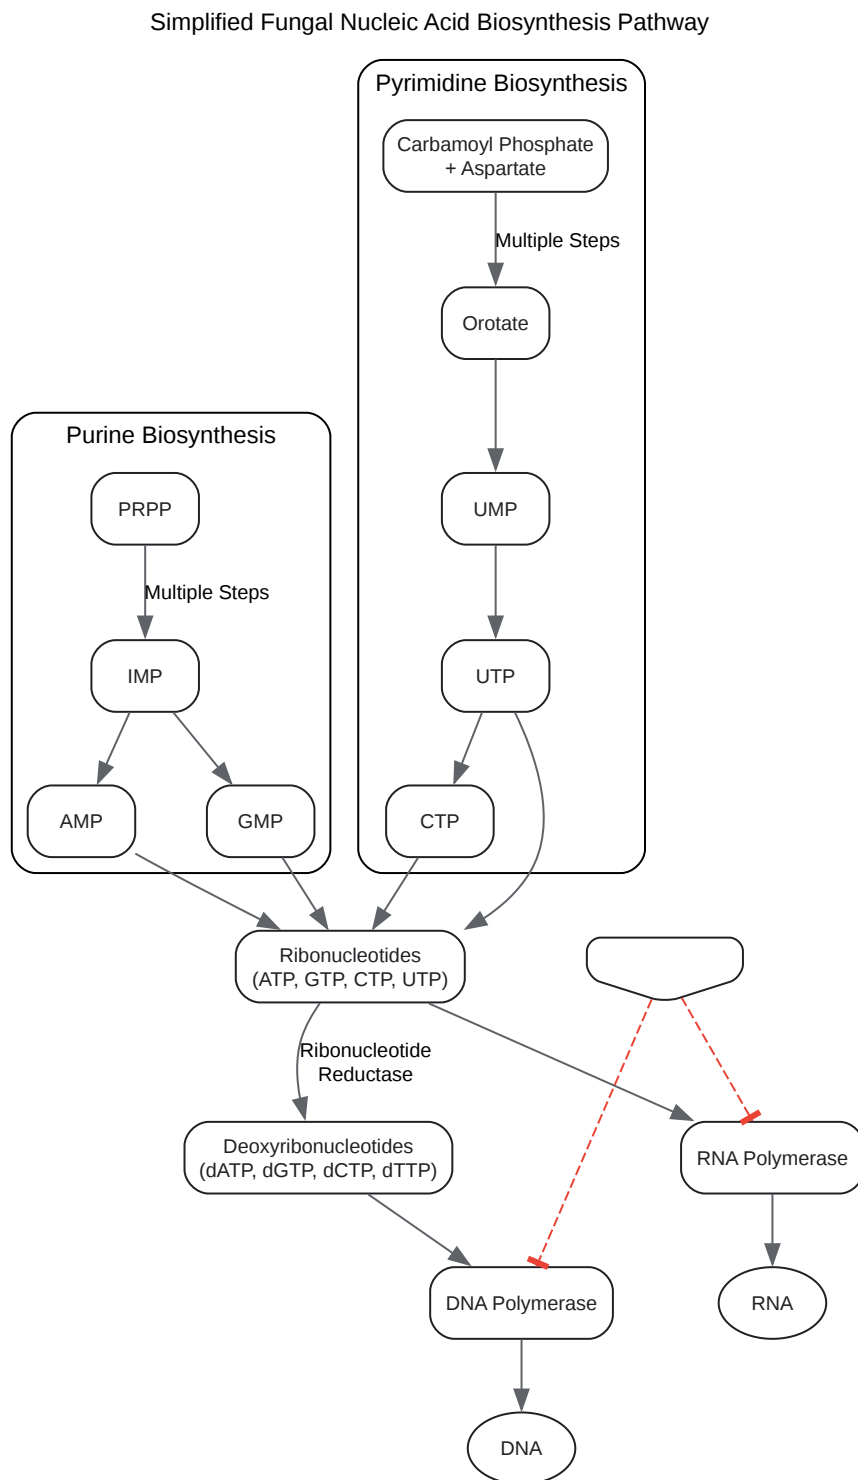 Simplified Fungal Nucleic Acid Biosynthesis Pathway
Pyrimidine Biosynthesis
Carbamoyl Phosphate
+ Aspartate
Multiple Steps
Orotate
UMP
UTP
CTP
Purine Biosynthesis
PRPP
Multiple Steps
IMP
AMP
GMP
Ribonucleotides
(ATP, GTP, CTP, UTP)
Ribonucleotide
Reductase
Deoxyribonucleotides
(dATP, dGTP, dCTP, dTTP)
RNA Polymerase
DNA Polymerase
RNA
DNA